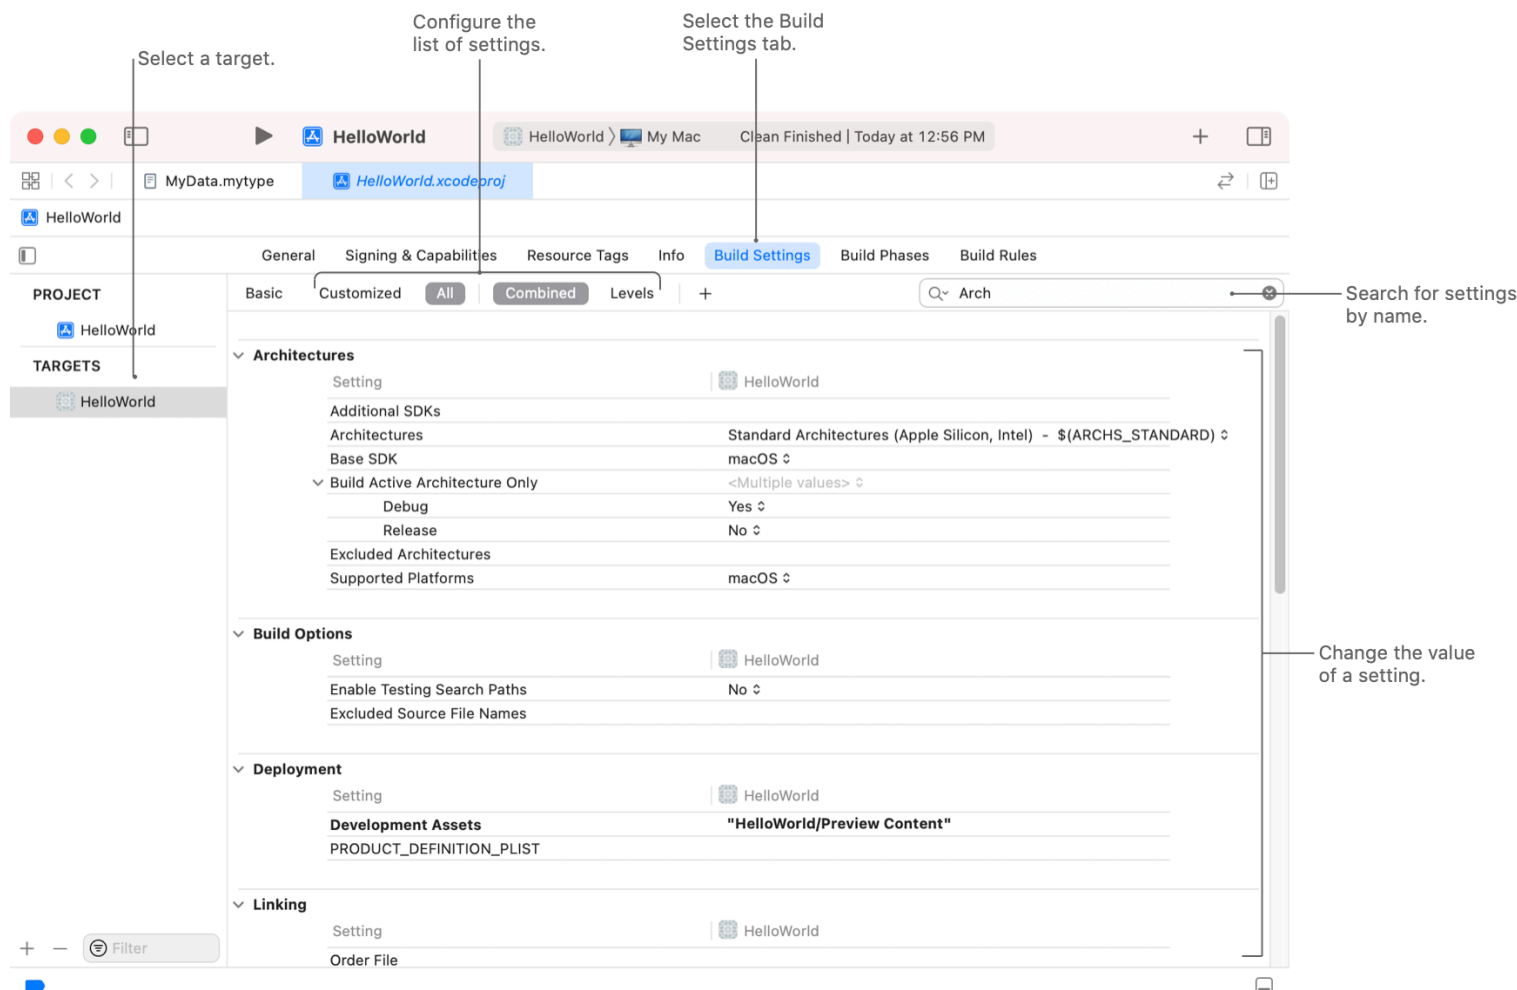 Configure the
list of settings.
Select the Build
Settings tab.
Select a target.
HelloWorld
HelloWorld
My Mac
Clean Finished | Today at 12:56 PM
MyData.mytype
HelloWorld.xcodeproj
HelloWorld
General
Signing & Capabilities
Resource Tags
Info
Build Settings
Build Phases
Build Rules
PROJECT
HelloWorld
TARGETS
HelloWorld
Basic
Customized
All
Combined
Levels
Arch
Search for settings
by name.
Architectures
Setting HelloWorld
Additional SDKs
Architectures Standard Architectures (Apple Silicon, Intel) - $(ARCHS_STANDARD)
Base SDK macOS
Build Active Architecture Only <Multiple values>
Debug Yes
Release No
Excluded Architectures
Supported Platforms macOS
Build Options
Setting HelloWorld
Enable Testing Search Paths No
Excluded Source File Names
Change the value
of a setting.
Deployment
Setting HelloWorld
Development Assets "HelloWorld/Preview Content"
PRODUCT_DEFINITION_PLIST
Linking
Setting HelloWorld
Order File
Filter